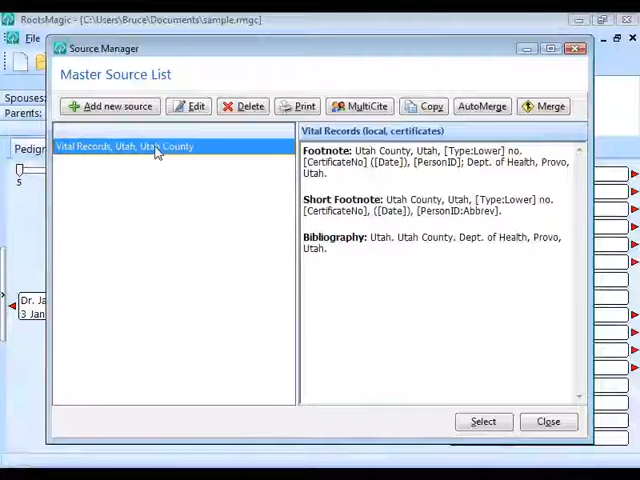 RootsMagic - [C:\Users\Bruce\Documents\sample.rmgc]
File
Source Manager
Master Source List
Spouses:
Parents:
Add new source
Edit
Delete
Print
MultiCite
Copy
AutoMerge
Merge
Vital Records, Utah, Utah County
Vital Records (local, certificates)
Footnote: Utah County, Utah, [Type:Lower] no.
[CertificateNo] ([Date]), [PersonID]; Dept. of Health, Provo,
Utah.
Short Footnote: Utah County, Utah, [Type:Lower] no.
[CertificateNo], ([Date]), [PersonID:Abbrev].
Bibliography: Utah. Utah County. Dept. of Health, Provo,
Utah.
Pedigr
5
Dr. Ja
3 Jan
Select
Close